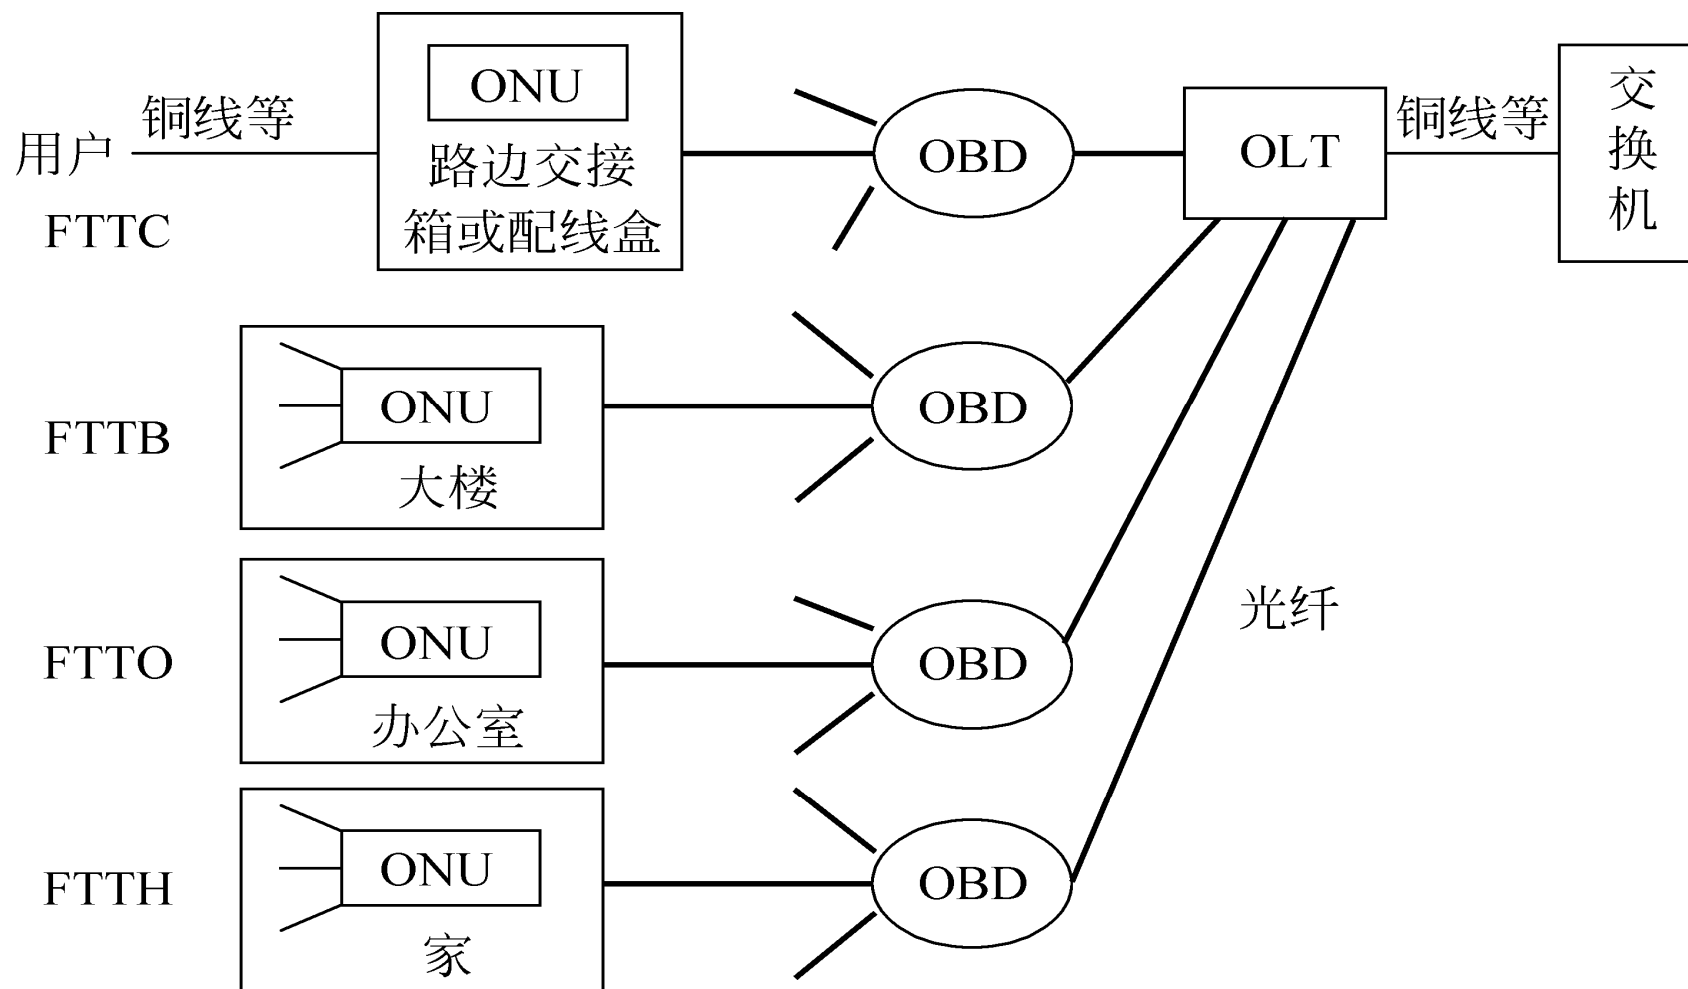 ONU
铜线等
用户
路边交接
箱或配线盒
FTTC
OBD
OLT
铜线等
交
换
机
FTTB
ONU
大楼
OBD
FTTO
ONU
办公室
OBD
光纤
FTTH
ONU
家
OBD